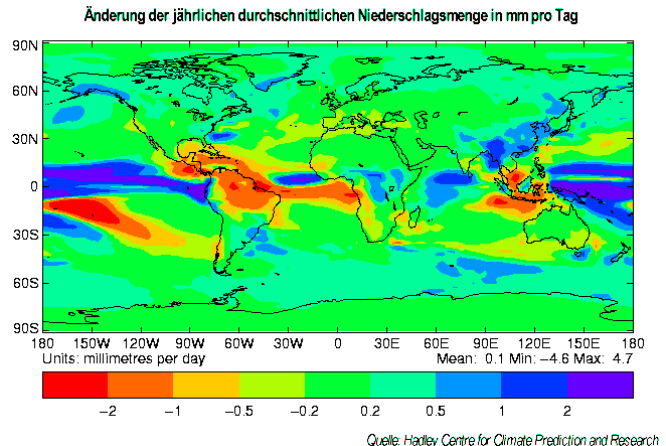 Änderung der jährlichen durchschnittlichen Niederschlagsmenge in mm pro Tag
90N
60N
30N
0
30S
60S
90S
180 150W 120W 90W 60W 30W 0 30E 60E 90E 120E 150E 180
Units: millimetres per day Mean: 0.1 Min: −4.6 Max: 4.7
−2 −1 −0.5 −0.2 0.2 0.5 1 2
Quelle: Hadley Centre for Climate Prediction and Research